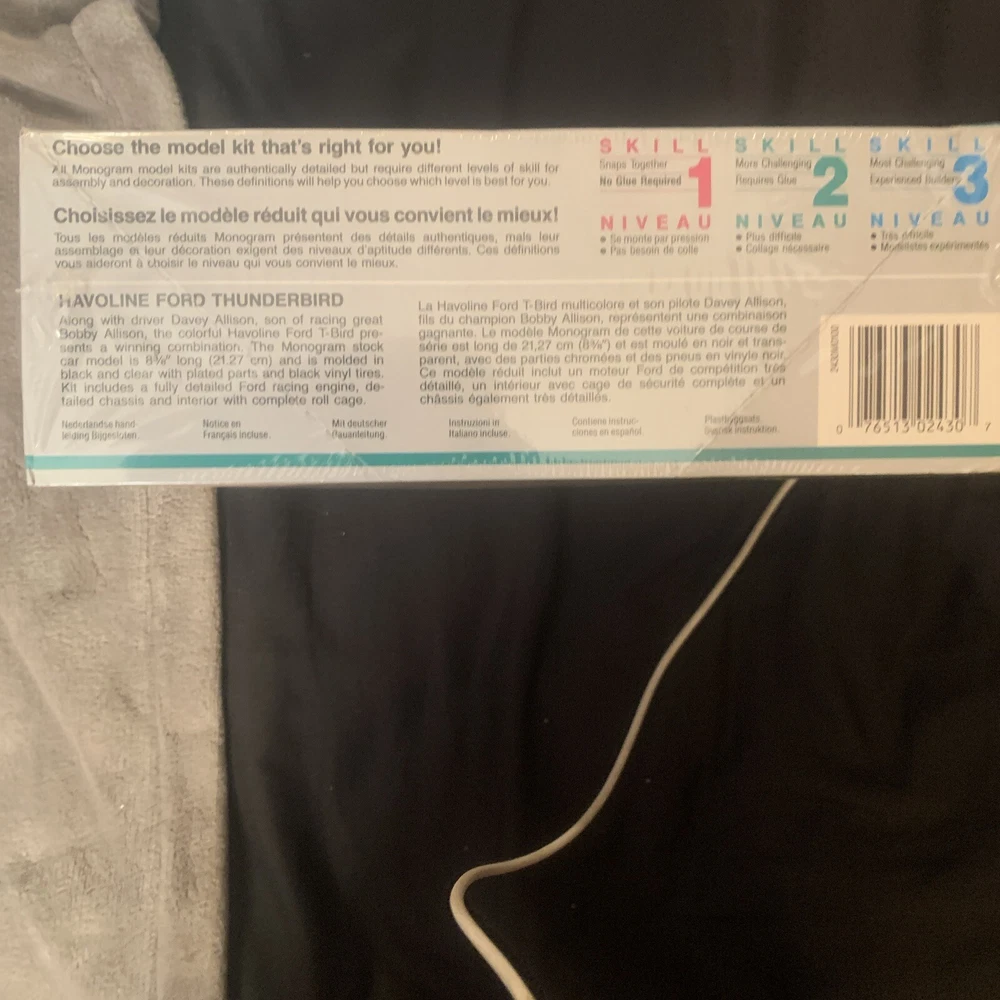 Choose the model kit that's right for you!
All Monogram model kits are authentically detailed but require different levels of skill for
assembly and decoration. These definitions will help you choose which level is best for you.
Choisissez le modèle réduit qui vous convient le mieux!
Tous les modèles réduits Monogram présentent des détails authentiques, mais leur
assemblage et leur décoration exigent des niveaux d'aptitude différents. Ces définitions
vous aideront à choisir le niveau qui vous convient le mieux.
SKILL
Snaps Together
No Glue Required
1
NIVEAU
• Se monte par pression
• Pas besoin de colle
SKILL
More Challenging
Requires Glue
2
NIVEAU
• Plus difficile
• Collage nécessaire
SKILL
Most Challenging
Experienced Builders
3
NIVEAU
• Très difficile
• Modelistes expérimentés
HAVOLINE FORD THUNDERBIRD
Along with driver Davey Allison, son of racing great
Bobby Allison, the colorful Havoline Ford T-Bird pre-
sents a winning combination. The Monogram stock
car model is 8⅜" long (21.27 cm) and is molded in
black and clear with plated parts and black vinyl tires.
Kit includes a fully detailed Ford racing engine, de-
tailed chassis and interior with complete roll cage.
La Havoline Ford T-Bird multicolore et son pilote Davey Allison,
fils du champion Bobby Allison, représentent une combinaison
gagnante. Le modèle Monogram de cette voiture de course de
série est long de 21,27 cm (8⅜") et est moulé en noir et trans-
parent, avec des parties chromées et des pneus en vinyle noir.
Ce modèle réduit inclut un moteur Ford de compétition très
détaillé, un intérieur avec cage de sécurité complète et un
châssis également très détaillés.
Nederlandse hand-
leiding Bijgesloten.
Notice en
Français incluse.
Mit deutscher
Bauanleitung.
Instruzioni in
Italiano incluse.
Contiene instruc-
ciones en español.
Plastbyggsats
Svensk instruktion.
0 76513 02430 7